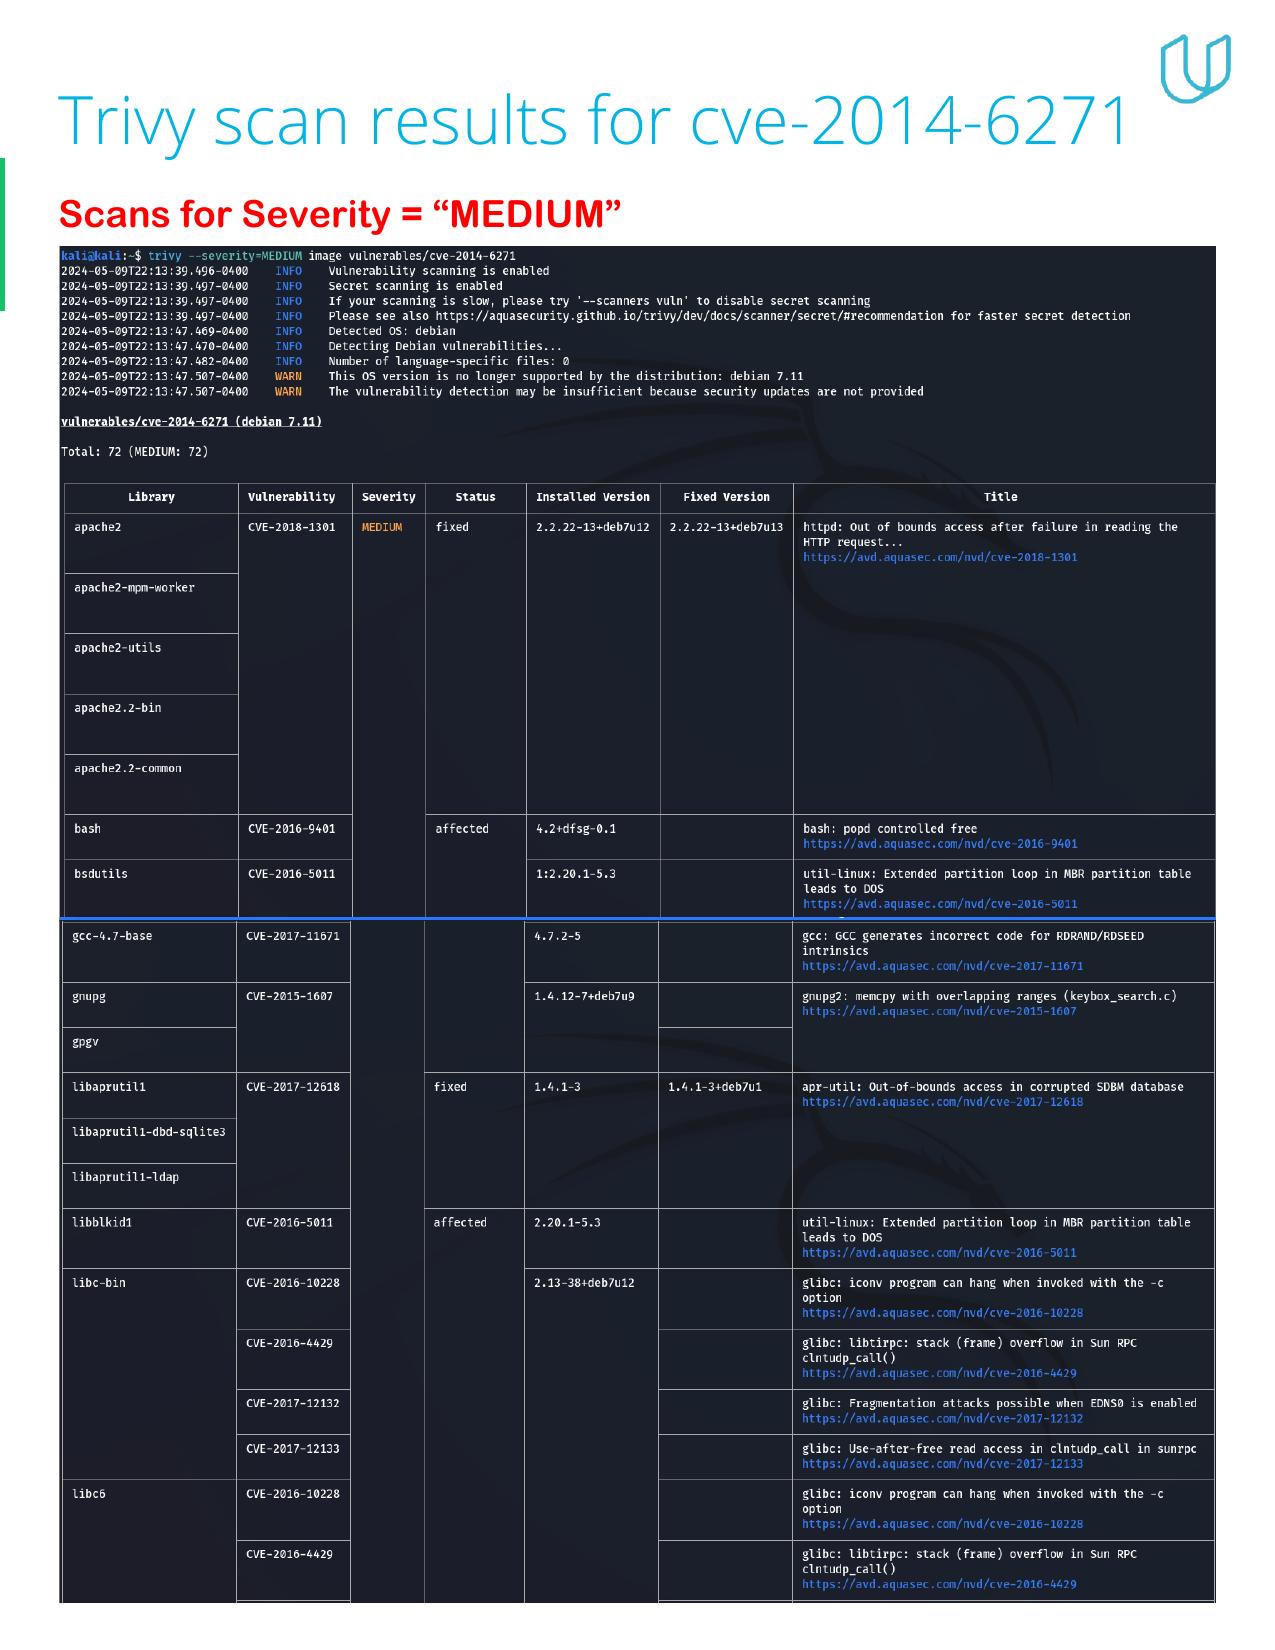 Trivy scan results for cve-2014-6271
Scans for Severity = “MEDIUM”
kali@kali:~$ trivy --severity=MEDIUM image vulnerables/cve-2014-6271
2024-05-09T22:13:39.496-0400 INFO Vulnerability scanning is enabled
2024-05-09T22:13:39.497-0400 INFO Secret scanning is enabled
2024-05-09T22:13:39.497-0400 INFO If your scanning is slow, please try '--scanners vuln' to disable secret scanning
2024-05-09T22:13:39.497-0400 INFO Please see also https://aquasecurity.github.io/trivy/dev/docs/scanner/secret/#recommendation for faster secret detection
2024-05-09T22:13:47.469-0400 INFO Detected OS: debian
2024-05-09T22:13:47.470-0400 INFO Detecting Debian vulnerabilities...
2024-05-09T22:13:47.482-0400 INFO Number of language-specific files: 0
2024-05-09T22:13:47.507-0400 WARN This OS version is no longer supported by the distribution: debian 7.11
2024-05-09T22:13:47.507-0400 WARN The vulnerability detection may be insufficient because security updates are not provided
vulnerables/cve-2014-6271 (debian 7.11)
Total: 72 (MEDIUM: 72)
Library Vulnerability Severity Status Installed Version Fixed Version Title
apache2 CVE-2018-1301 MEDIUM fixed 2.2.22-13+deb7u12 2.2.22-13+deb7u13 httpd: Out of bounds access after failure in reading the
HTTP request...
https://avd.aquasec.com/nvd/cve-2018-1301
apache2-mpm-worker
apache2-utils
apache2.2-bin
apache2.2-common
bash CVE-2016-9401 affected 4.2+dfsg-0.1 bash: popd controlled free
https://avd.aquasec.com/nvd/cve-2016-9401
bsdutils CVE-2016-5011 1:2.20.1-5.3 util-linux: Extended partition loop in MBR partition table
leads to DOS
https://avd.aquasec.com/nvd/cve-2016-5011
gcc-4.7-base CVE-2017-11671 4.7.2-5 gcc: GCC generates incorrect code for RDRAND/RDSEED
intrinsics
https://avd.aquasec.com/nvd/cve-2017-11671
gnupg CVE-2015-1607 1.4.12-7+deb7u9 gnupg2: memcpy with overlapping ranges (keybox_search.c)
https://avd.aquasec.com/nvd/cve-2015-1607
gpgv
libaprutil1 CVE-2017-12618 fixed 1.4.1-3 1.4.1-3+deb7u1 apr-util: Out-of-bounds access in corrupted SDBM database
https://avd.aquasec.com/nvd/cve-2017-12618
libaprutil1-dbd-sqlite3
libaprutil1-ldap
libblkid1 CVE-2016-5011 affected 2.20.1-5.3 util-linux: Extended partition loop in MBR partition table
leads to DOS
https://avd.aquasec.com/nvd/cve-2016-5011
libc-bin CVE-2016-10228 2.13-38+deb7u12 glibc: iconv program can hang when invoked with the -c
option
https://avd.aquasec.com/nvd/cve-2016-10228
CVE-2016-4429 glibc: libtirpc: stack (frame) overflow in Sun RPC
clntudp_call()
https://avd.aquasec.com/nvd/cve-2016-4429
CVE-2017-12132 glibc: Fragmentation attacks possible when EDNS0 is enabled
https://avd.aquasec.com/nvd/cve-2017-12132
CVE-2017-12133 glibc: Use-after-free read access in clntudp_call in sunrpc
https://avd.aquasec.com/nvd/cve-2017-12133
libc6 CVE-2016-10228 glibc: iconv program can hang when invoked with the -c
option
https://avd.aquasec.com/nvd/cve-2016-10228
CVE-2016-4429 glibc: libtirpc: stack (frame) overflow in Sun RPC
clntudp_call()
https://avd.aquasec.com/nvd/cve-2016-4429